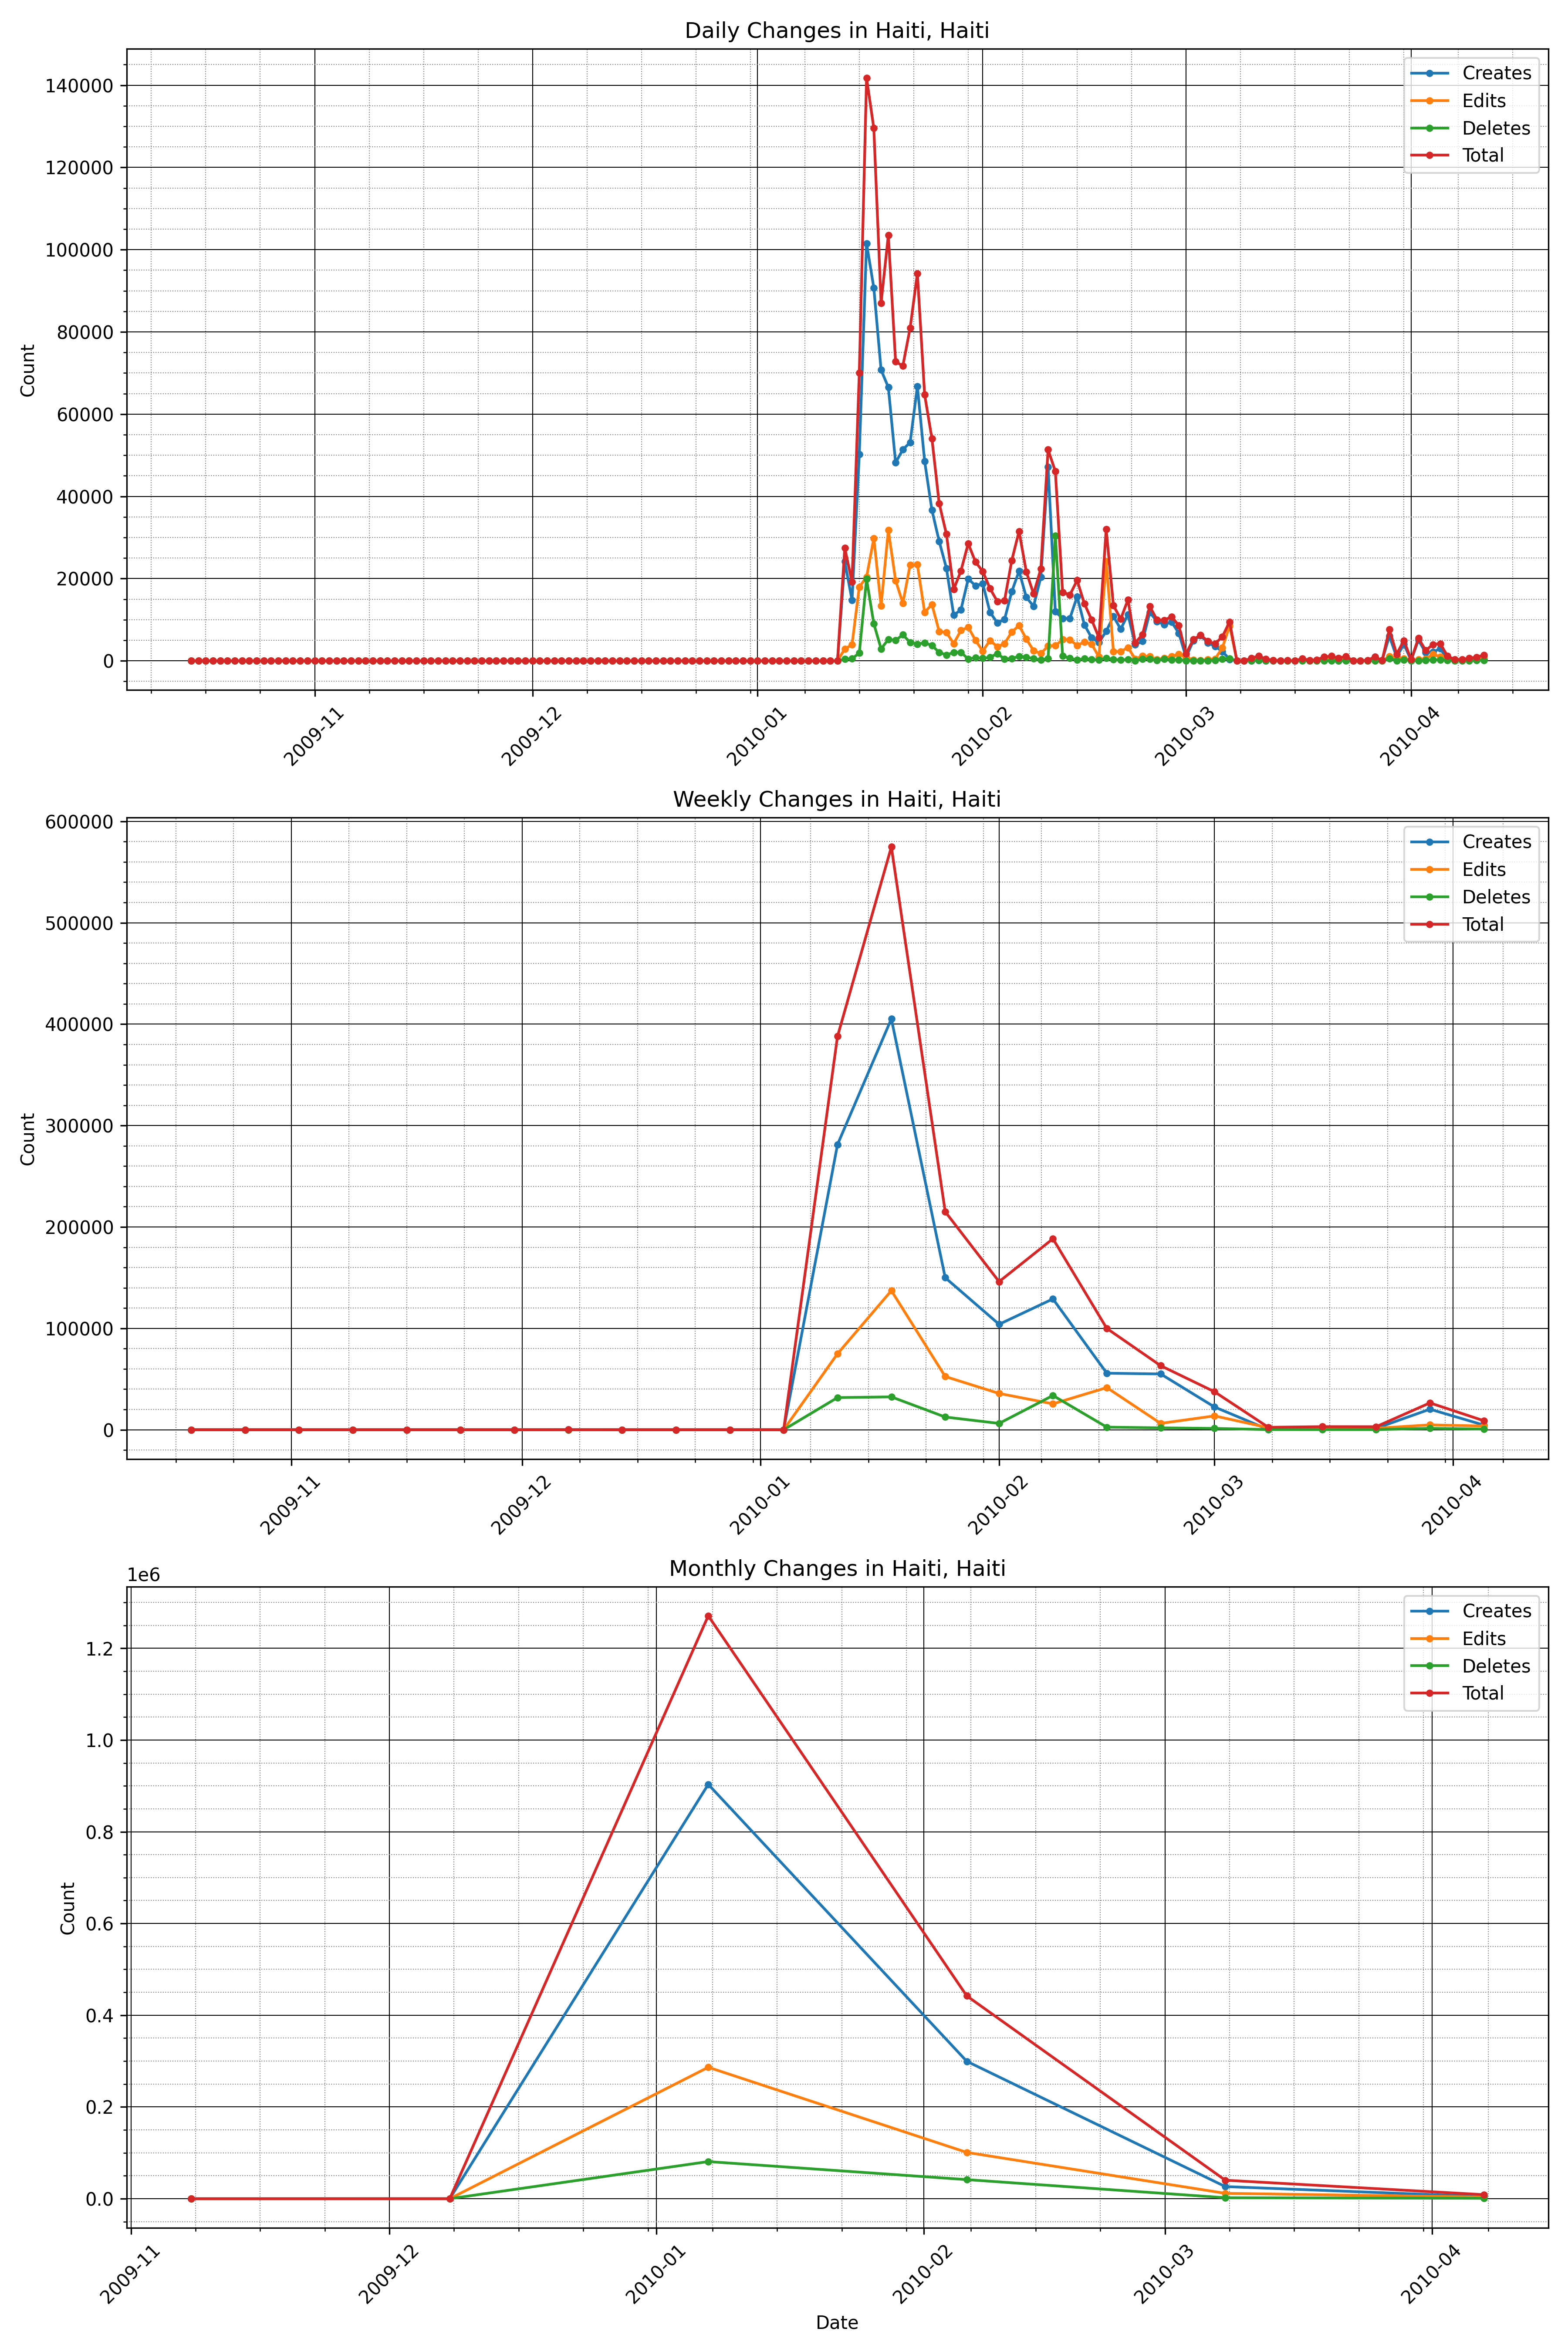 Daily Changes in Haiti, Haiti
Creates
Edits
Deletes
Total
Count
140000
120000
100000
80000
60000
40000
20000
0
2009-11
2009-12
2010-01
2010-02
2010-03
2010-04
Weekly Changes in Haiti, Haiti
Creates
Edits
Deletes
Total
Count
600000
500000
400000
300000
200000
100000
0
2009-11
2009-12
2010-01
2010-02
2010-03
2010-04
Monthly Changes in Haiti, Haiti
1e6
Creates
Edits
Deletes
Total
Count
1.2
1.0
0.8
0.6
0.4
0.2
0.0
2009-11
2009-12
2010-01
2010-02
2010-03
2010-04
Date